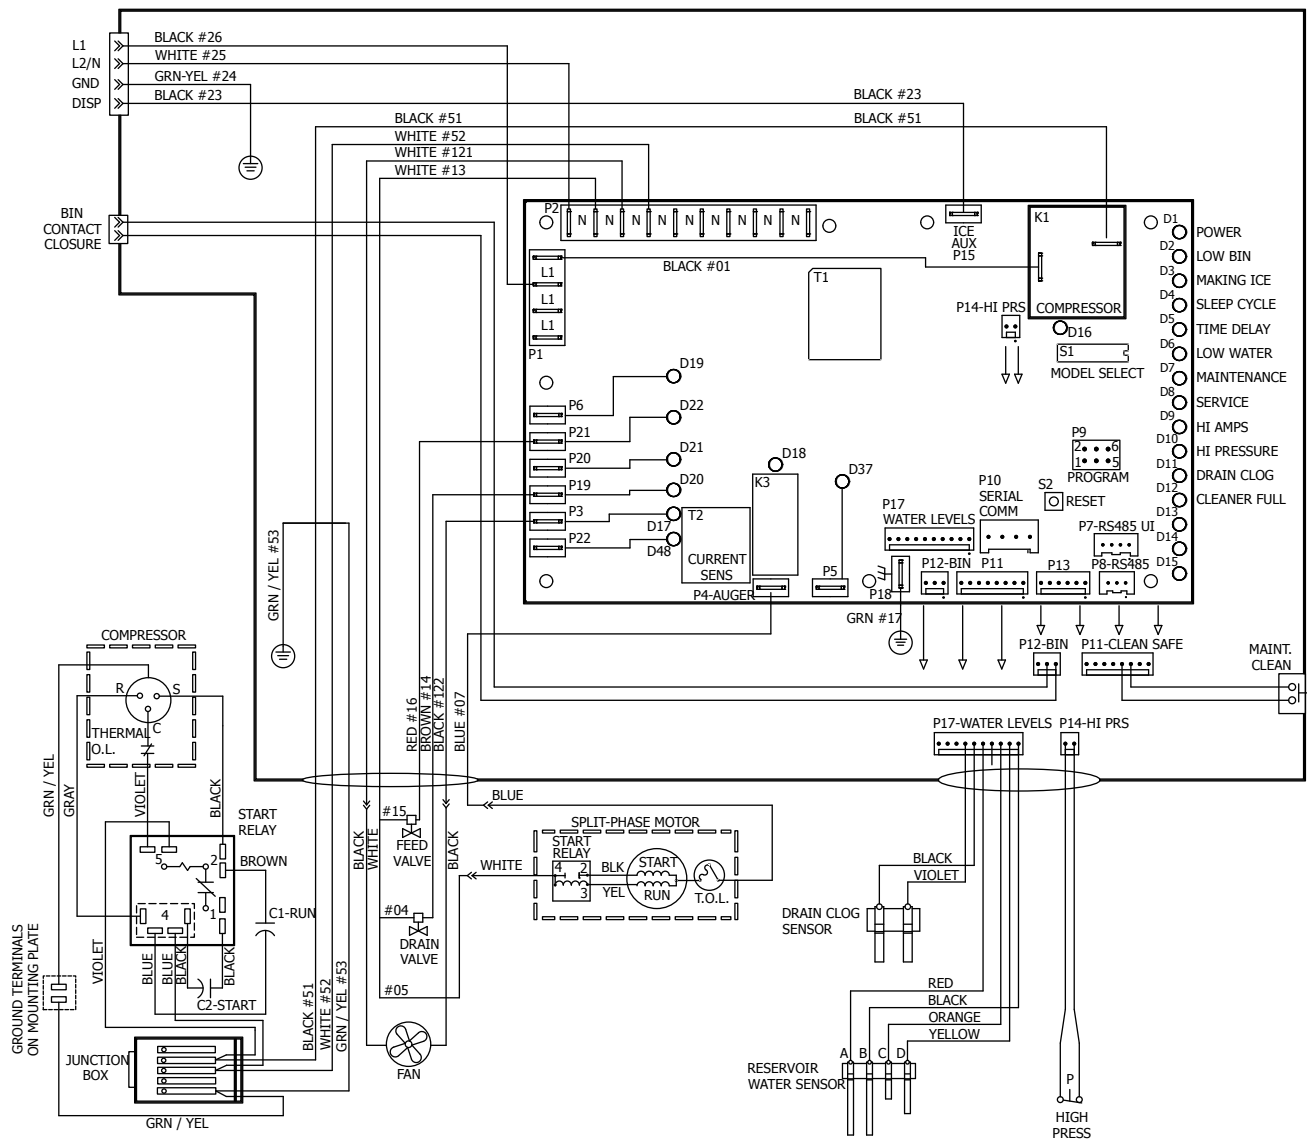 L1
L2/N
GND
DISP
BLACK #26
WHITE #25
GRN-YEL #24
BLACK #23
BLACK #23
BLACK #51
BLACK #51
WHITE #52
WHITE #121
WHITE #13
BIN
CONTACT
CLOSURE
P2
N N N N N N N N N
ICE
AUX
P15
K1
COMPRESSOR
L1
L1
L1
P1
BLACK #01
T1
P14-HI PRS
D16
S1
MODEL SELECT
D1
POWER
D2
LOW BIN
D3
MAKING ICE
D4
SLEEP CYCLE
D5
TIME DELAY
D6
LOW WATER
D7
MAINTENANCE
D8
SERVICE
D9
HI AMPS
D10
HI PRESSURE
D11
DRAIN CLOG
D12
CLEANER FULL
D13
D14
D15
P6
P21
P20
P19
P3
P22
D19
D22
D21
D20
D17
D48
T2
CURRENT
SENS
D18
K3
D37
P4-AUGER
P5
P9
2 6
1 5
PROGRAM
S2
RESET
P10
SERIAL
COMM
P17
WATER LEVELS
P7-RS485 UI
P18
P12-BIN
P11
P13
P8-RS485
GRN #17
P12-BIN
P11-CLEAN SAFE
MAINT.
CLEAN
GRN / YEL #53
COMPRESSOR
R
S
C
THERMAL
O.L.
GRN / YEL
GRAY
VIOLET
BLACK
START
RELAY
5
2
1
4
BROWN
C1-RUN
VIOLET
BLUE
BLUE
BLACK
BLACK
C2-START
GROUND TERMINALS
ON MOUNTING PLATE
JUNCTION
BOX
GRN / YEL
BLACK #51
WHITE #52
GRN / YEL #53
RED #16
BROWN #14
BLACK #122
BLUE #07
BLACK
WHITE
BLACK
#15
FEED
VALVE
#04
DRAIN
VALVE
#05
FAN
BLUE
WHITE
SPLIT-PHASE MOTOR
START
RELAY
4 2
3
BLK
YEL
START
RUN
T.O.L.
P17-WATER LEVELS
P14-HI PRS
BLACK
VIOLET
DRAIN CLOG
SENSOR
RED
BLACK
ORANGE
YELLOW
A B C D
RESERVOIR
WATER SENSOR
P
HIGH
PRESS